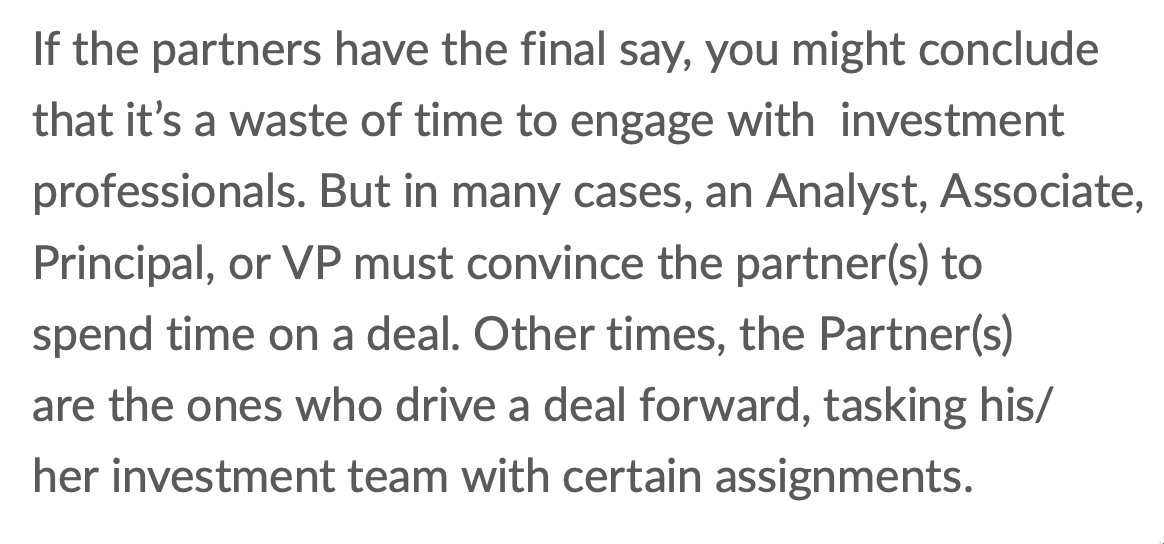 If the partners have the final say, you might conclude
that it’s a waste of time to engage with  investment
professionals. But in many cases, an Analyst, Associate,
Principal, or VP must convince the partner(s) to
spend time on a deal. Other times, the Partner(s)
are the ones who drive a deal forward, tasking his/
her investment team with certain assignments.